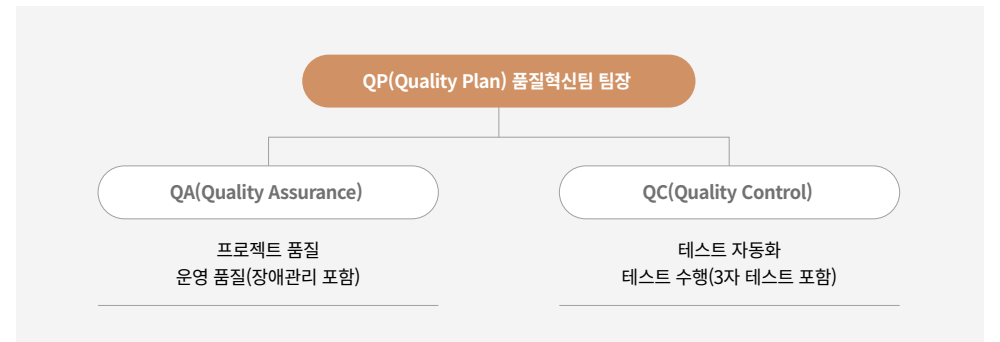 QP(Quality Plan) 품질혁신팀 팀장
QA(Quality Assurance)
프로젝트 품질
운영 품질(장애관리 포함)
QC(Quality Control)
테스트 자동화
테스트 수행(3자 테스트 포함)